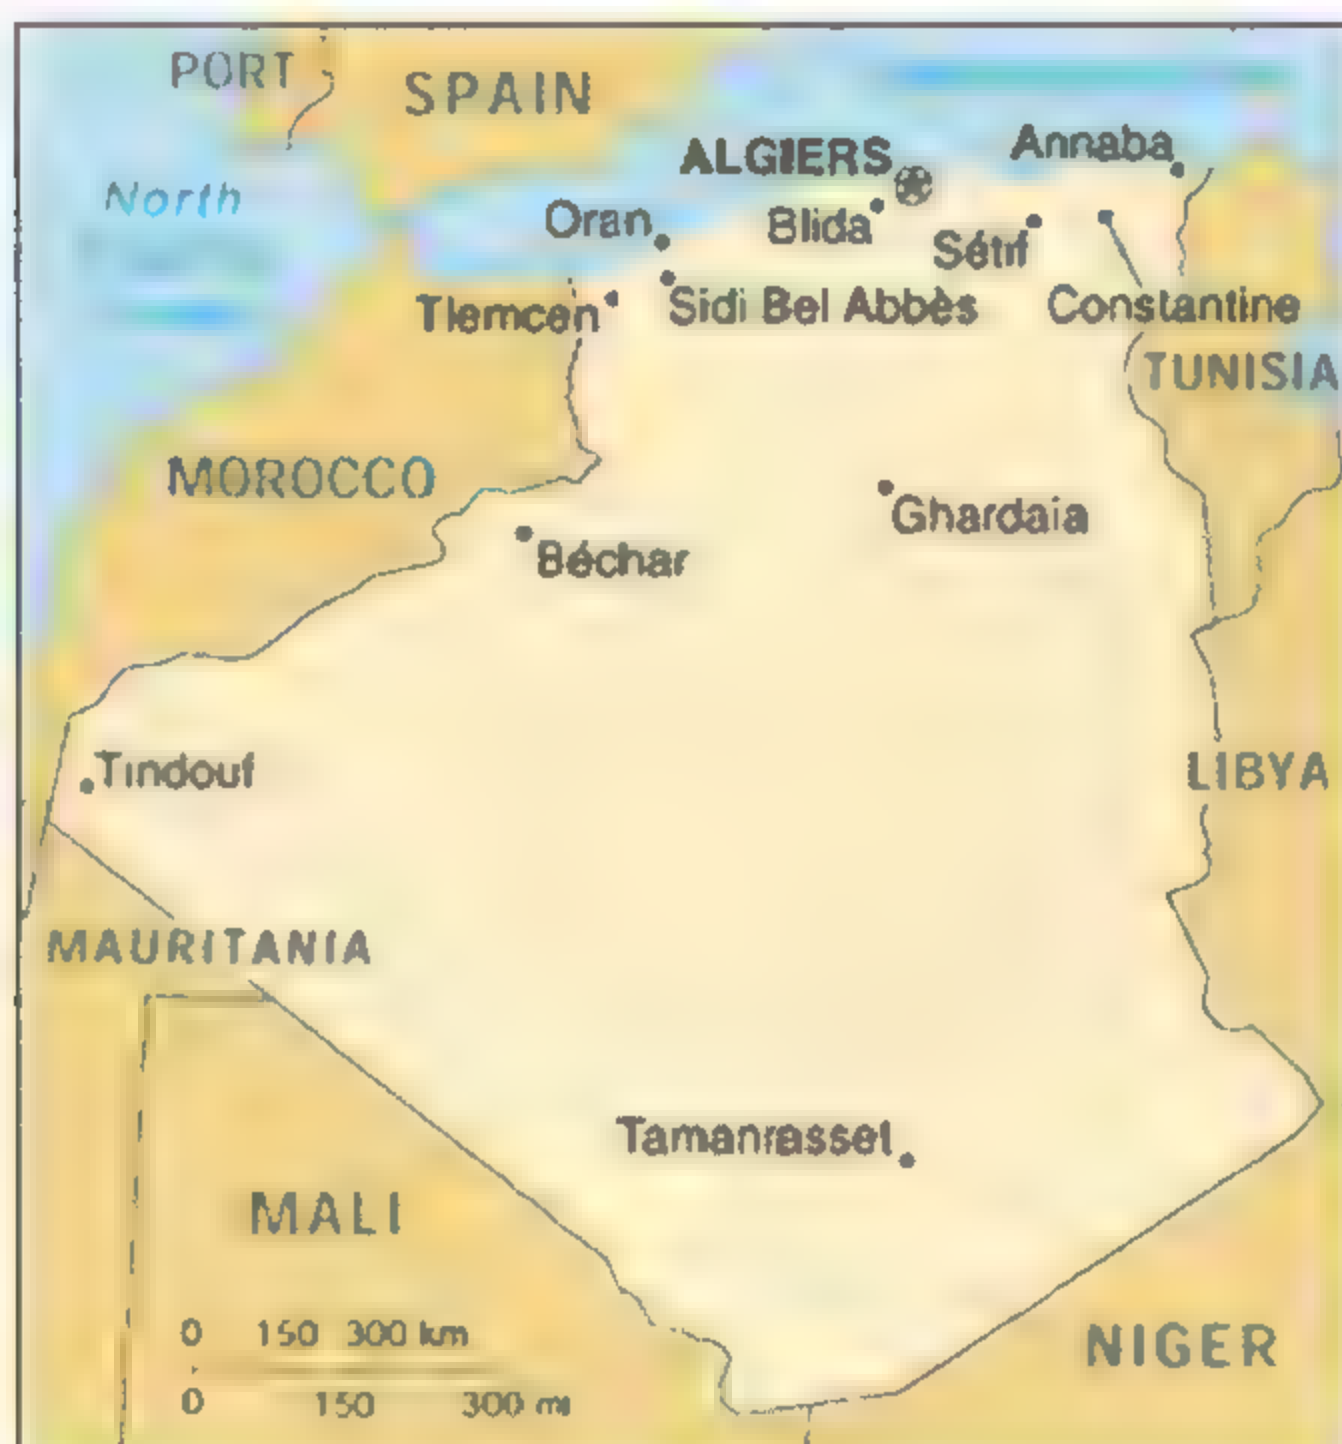 PORT
SPAIN
North
ALGIERS
Annaba
Oran
Blida
Sétif
Tlemcen
Sidi Bel Abbès
Constantine
TUNISIA
MOROCCO
Ghardaia
Béchar
Tindouf
LIBYA
MAURITANIA
Tamanrasset
MALI
NIGER
0 150 300 km
0 150 300 mi